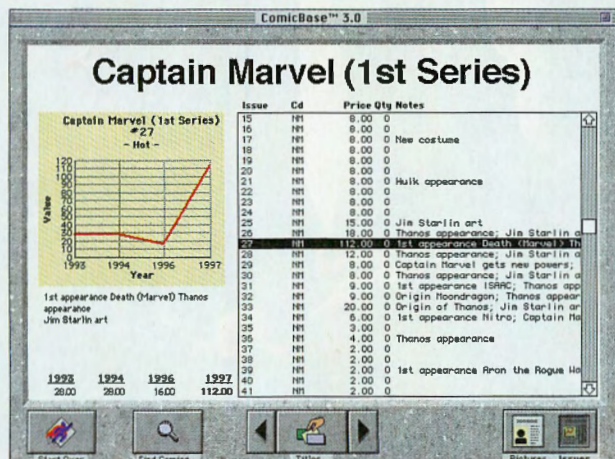 ComicBase™ 3.0
Captain Marvel (1st Series)
Captain Marvel (1st Series)
#27
- Hot -
Value
120
110
100
90
80
70
60
50
40
30
20
10
0
1993 1994 1996 1997
Year
1st appearance Death (Marvel) Thanos
appearance
Jim Starlin art
1993 1994 1996 1997
28.00 28.00 16.00 112.00
Issue Cd Price Qty Notes
15 NM 8.00 0
16 NM 8.00 0
17 NM 8.00 0 New costume
18 NM 8.00 0
19 NM 8.00 0
20 NM 8.00 0
21 NM 8.00 0 Hulk appearance
22 NM 8.00 0
23 NM 8.00 0
24 NM 8.00 0
25 NM 15.00 0 Jim Starlin art
26 NM 18.00 0 Thanos appearance; Jim Starlin a
27 NM 112.00 0 1st appearance Death (Marvel) Th
28 NM 12.00 0 Thanos appearance; Jim Starlin a
29 NM 8.00 0 Captain Marvel gets new powers;
30 NM 8.00 0 Thanos appearance; Jim Starlin a
31 NM 9.00 0 1st appearance ISAAC; Thanos app
32 NM 9.00 0 Origin Moondragon; Thanos appear
33 NM 20.00 0 Origin of Thanos; Jim Starlin ar
34 NM 6.00 0 1st appearance Nitro; Captain Ma
35 NM 3.00 0
36 NM 4.00 0 Thanos appearance
37 NM 2.00 0
38 NM 2.00 0
39 NM 2.00 0 1st appearance Aron the Rogue Wa
40 NM 2.00 0
41 NM 2.00 0
Titles
Pictures Issues